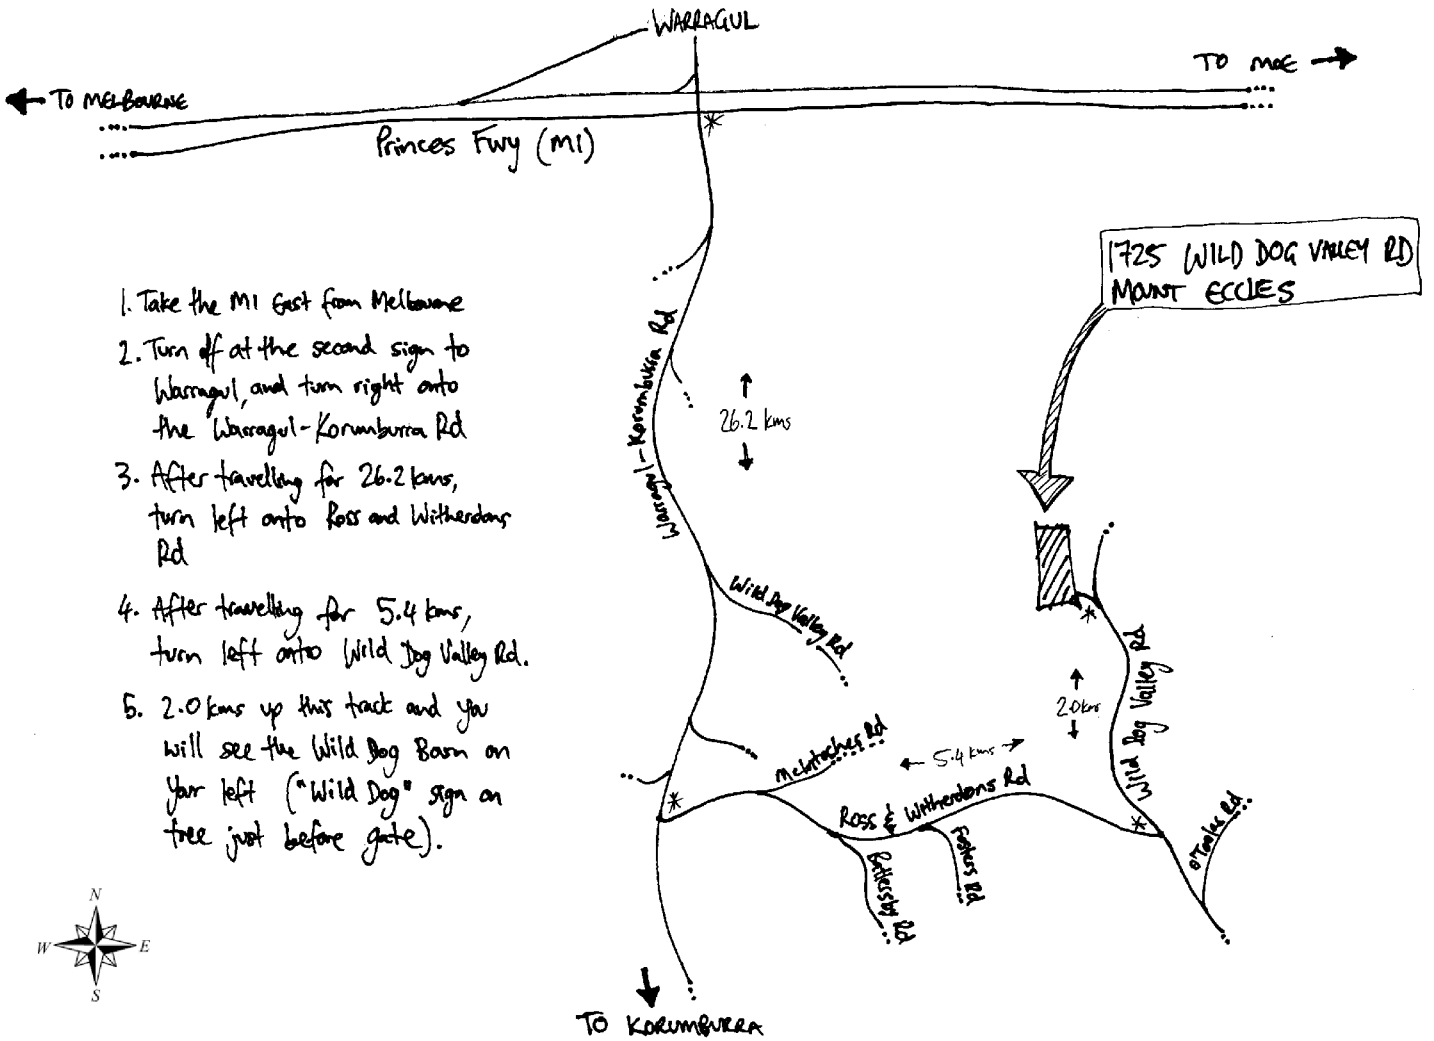 WARRAGUL
TO MOE
TO MELBOURNE
Princes Fwy (M1)
1725 WILD DOG VALLEY RD
MOUNT ECCLES
1. Take the M1 East from Melbourne
2. Turn off at the second sign to
Warragul, and turn right onto
the Warragul-Korumburra Rd
3. After travelling for 26.2 kms,
turn left onto Ross and Witherdons
Rd
4. After travelling for 5.4 kms,
turn left onto Wild Dog Valley Rd.
5. 2.0 kms up this track and you
will see the Wild Dog Barn on
your left ("Wild Dog" sign on
tree just before gate).
Warragul-Korumburra Rd
26.2 kms
Wild Dog Valley Rd
Wild Dog Valley Rd
2.0 kms
McIntoshes Rd
5.4 kms
Ross & Witherdons Rd
Battersby Rd
Fosters Rd
O'Tooles Rd
N
W E
S
TO KORUMBURRA